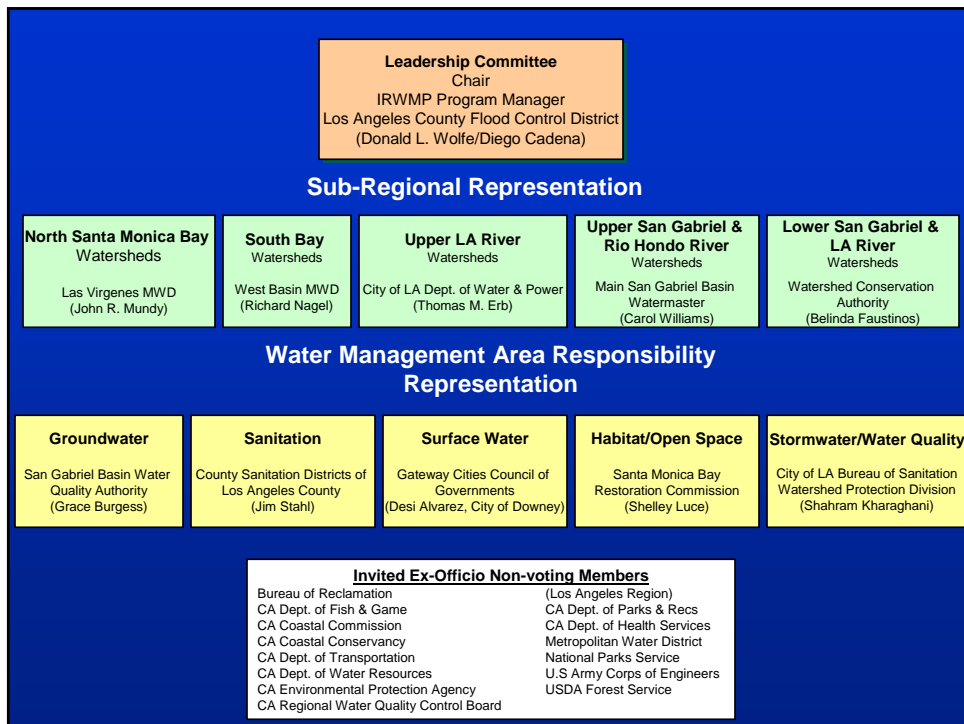 Leadership Committee
Chair
IRWMP Program Manager
Los Angeles County Flood Control District
(Donald L. Wolfe/Diego Cadena)
Sub-Regional Representation
North Santa Monica Bay
Watersheds
Las Virgenes MWD
(John R. Mundy)
South Bay
Watersheds
West Basin MWD
(Richard Nagel)
Upper LA River
Watersheds
City of LA Dept. of Water & Power
(Thomas M. Erb)
Upper San Gabriel &
Rio Hondo River
Watersheds
Main San Gabriel Basin
Watermaster
(Carol Williams)
Lower San Gabriel &
LA River
Watersheds
Watershed Conservation
Authority
(Belinda Faustinos)
Water Management Area Responsibility
Representation
Groundwater
San Gabriel Basin Water
Quality Authority
(Grace Burgess)
Sanitation
County Sanitation Districts of
Los Angeles County
(Jim Stahl)
Surface Water
Gateway Cities Council of
Governments
(Desi Alvarez, City of Downey)
Habitat/Open Space
Santa Monica Bay
Restoration Commission
(Shelley Luce)
Stormwater/Water Quality
City of LA Bureau of Sanitation
Watershed Protection Division
(Shahram Kharaghani)
Invited Ex-Officio Non-voting Members
Bureau of Reclamation
CA Dept. of Fish & Game
CA Coastal Commission
CA Coastal Conservancy
CA Dept. of Transportation
CA Dept. of Water Resources
CA Environmental Protection Agency
CA Regional Water Quality Control Board
(Los Angeles Region)
CA Dept. of Parks & Recs
CA Dept. of Health Services
Metropolitan Water District
National Parks Service
U.S Army Corps of Engineers
USDA Forest Service